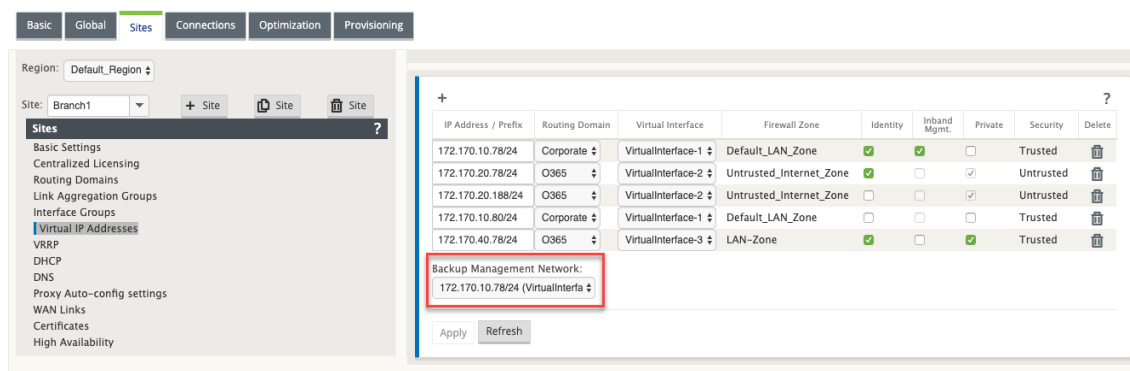 Basic Global Sites Connections Optimization Provisioning
Region: Default_Region
Site: Branch1 + Site Site Site
Sites ?
Basic Settings
Centralized Licensing
Routing Domains
Link Aggregation Groups
Interface Groups
Virtual IP Addresses
VRRP
DHCP
DNS
Proxy Auto-config settings
WAN Links
Certificates
High Availability
+ ?
IP Address / Prefix Routing Domain Virtual Interface Firewall Zone Identity Inband Mgmt. Private Security Delete
172.170.10.78/24 Corporate VirtualInterface-1 Default_LAN_Zone Trusted
172.170.20.78/24 O365 VirtualInterface-2 Untrusted_Internet_Zone Untrusted
172.170.20.188/24 O365 VirtualInterface-2 Untrusted_Internet_Zone Untrusted
172.170.10.80/24 Corporate VirtualInterface-1 Default_LAN_Zone Trusted
172.170.40.78/24 O365 VirtualInterface-3 LAN-Zone Trusted
Backup Management Network:
172.170.10.78/24 (VirtualInterfa
Apply Refresh